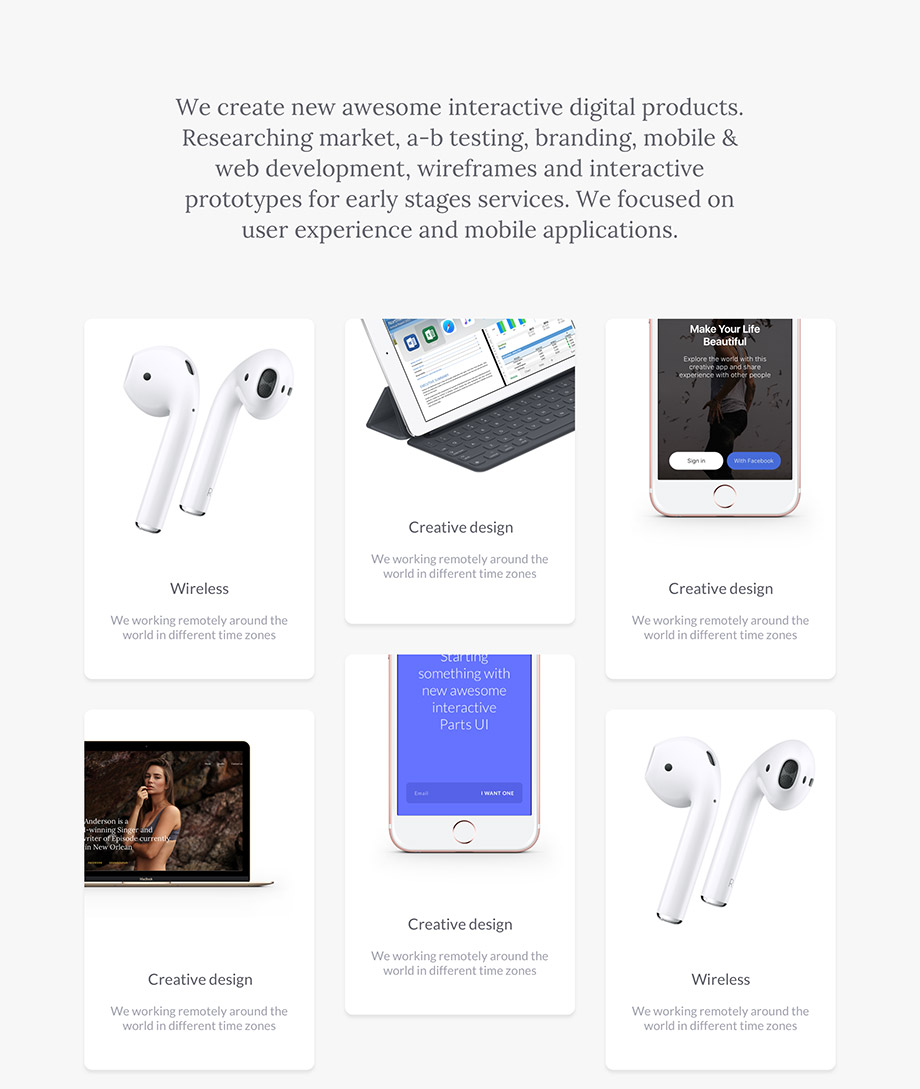 We create new awesome interactive digital products.
Researching market, a-b testing, branding, mobile &
web development, wireframes and interactive
prototypes for early stages services. We focused on
user experience and mobile applications.
Wireless
We working remotely around the
world in different time zones
Creative design
We working remotely around the
world in different time zones
Make Your Life
Beautiful
Explore the world with this
creative app and share
experience with other people
Sign in
With Facebook
Creative design
We working remotely around the
world in different time zones
Anderson is a
-winning Singer and
writer of Episode currently
in New Orlean
MacBook
Creative design
We working remotely around the
world in different time zones
Starting
something with
new awesome
interactive
Parts UI
Email
I WANT ONE
Creative design
We working remotely around the
world in different time zones
R
Wireless
We working remotely around the
world in different time zones